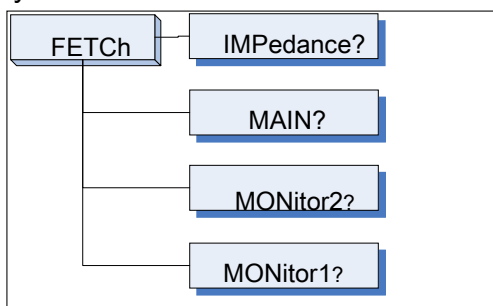 FETCh
IMPedance?
MAIN?
MONitor2?
MONitor1?